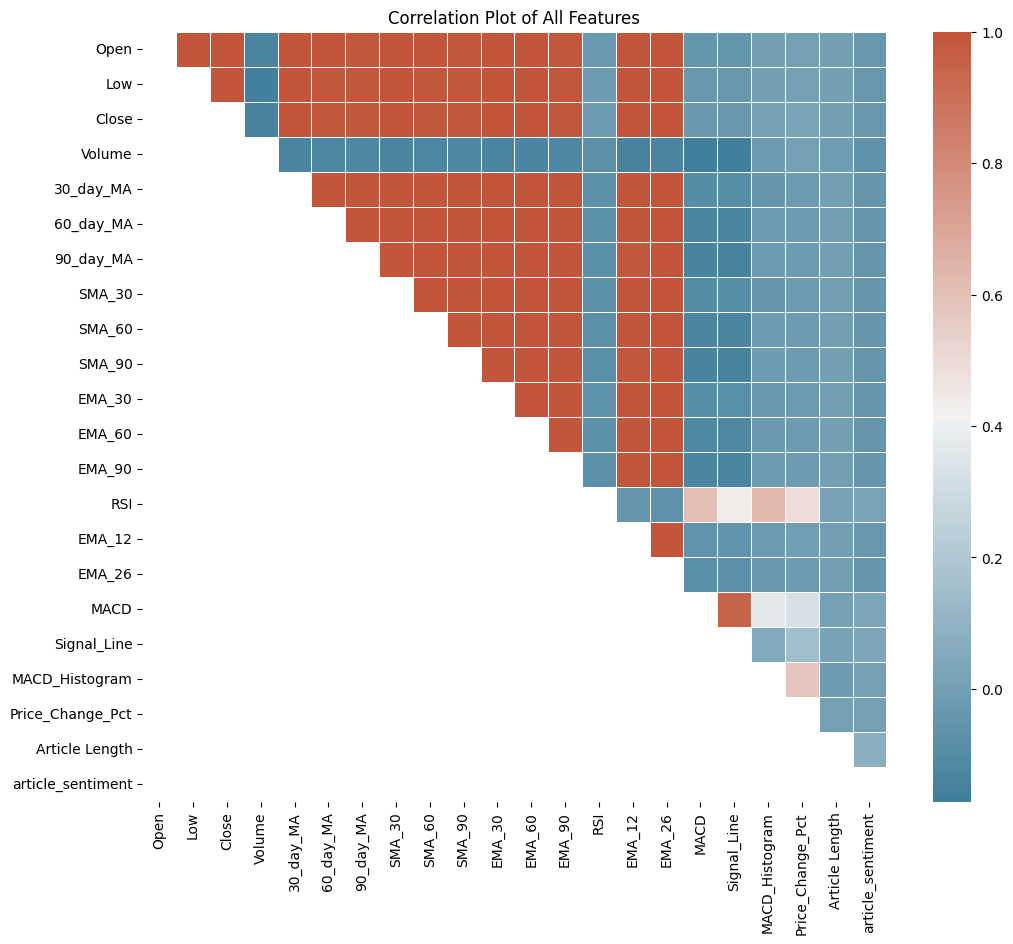 Correlation Plot of All Features
Open
Low
Close
Volume
30_day_MA
60_day_MA
90_day_MA
SMA_30
SMA_60
SMA_90
EMA_30
EMA_60
EMA_90
RSI
EMA_12
EMA_26
MACD
Signal_Line
MACD_Histogram
Price_Change_Pct
Article Length
article_sentiment
Open
Low
Close
Volume
30_day_MA
60_day_MA
90_day_MA
SMA_30
SMA_60
SMA_90
EMA_30
EMA_60
EMA_90
RSI
EMA_12
EMA_26
MACD
Signal_Line
MACD_Histogram
Price_Change_Pct
Article Length
article_sentiment
1.0
0.8
0.6
0.4
0.2
0.0